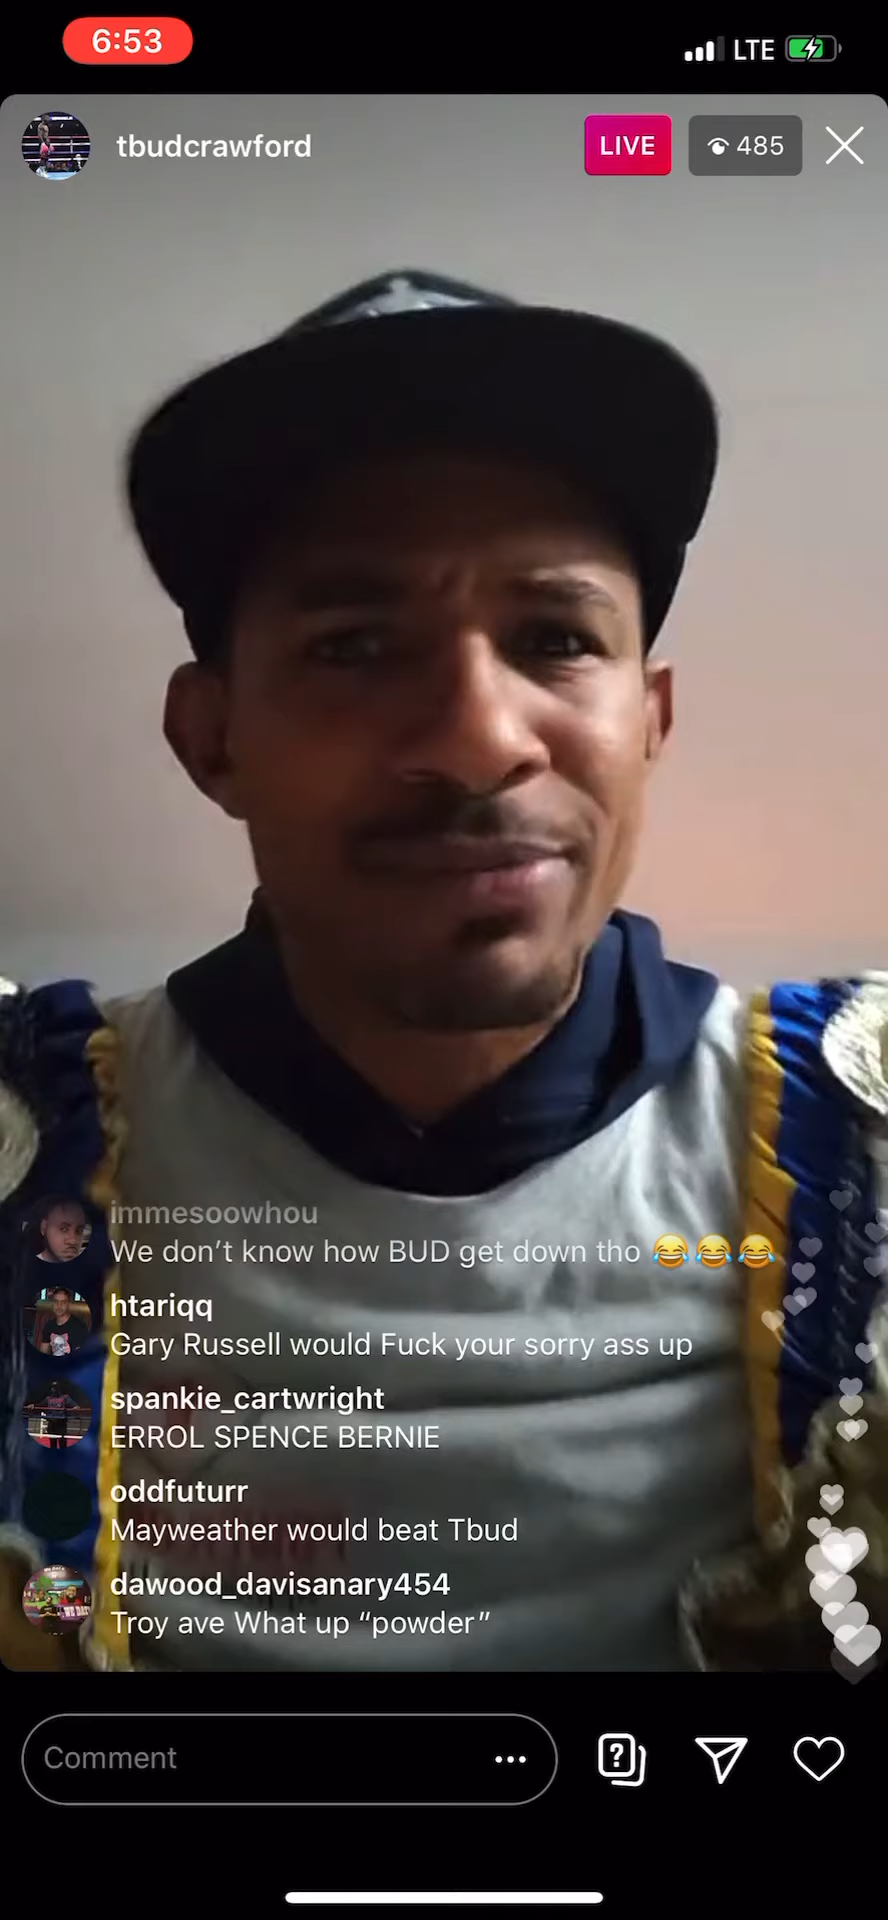 6:53
LTE
tbudcrawford
LIVE
485
immesoowhou
We don’t know how BUD get down tho 😂😂😂
htariqq
Gary Russell would Fuck your sorry ass up
spankie_cartwright
ERROL SPENCE BERNIE
oddfuturr
Mayweather would beat Tbud
dawood_davisanary454
Troy ave What up “powder”
Comment